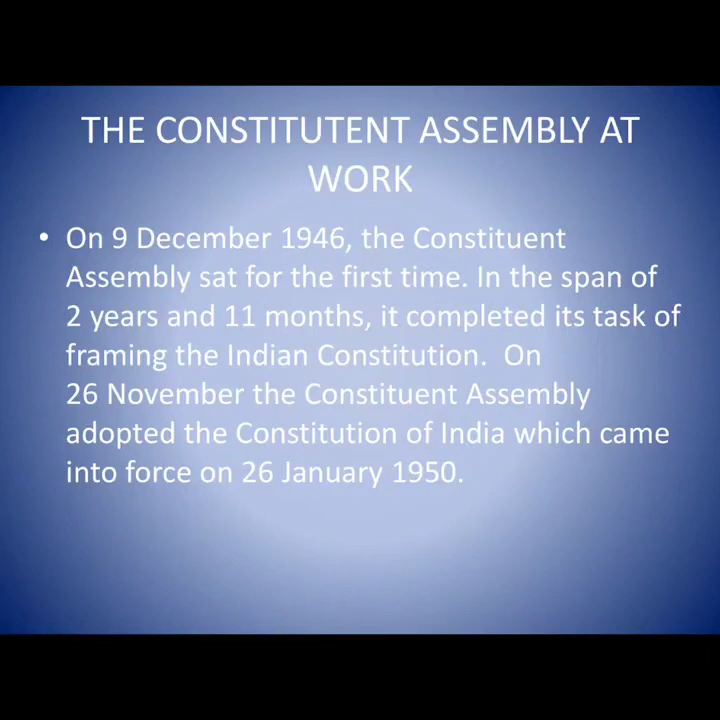 THE CONSTITUTENT ASSEMBLY AT
WORK
• On 9 December 1946, the Constituent
Assembly sat for the first time. In the span of
2 years and 11 months, it completed its task of
framing the Indian Constitution.  On
26 November the Constituent Assembly
adopted the Constitution of India which came
into force on 26 January 1950.